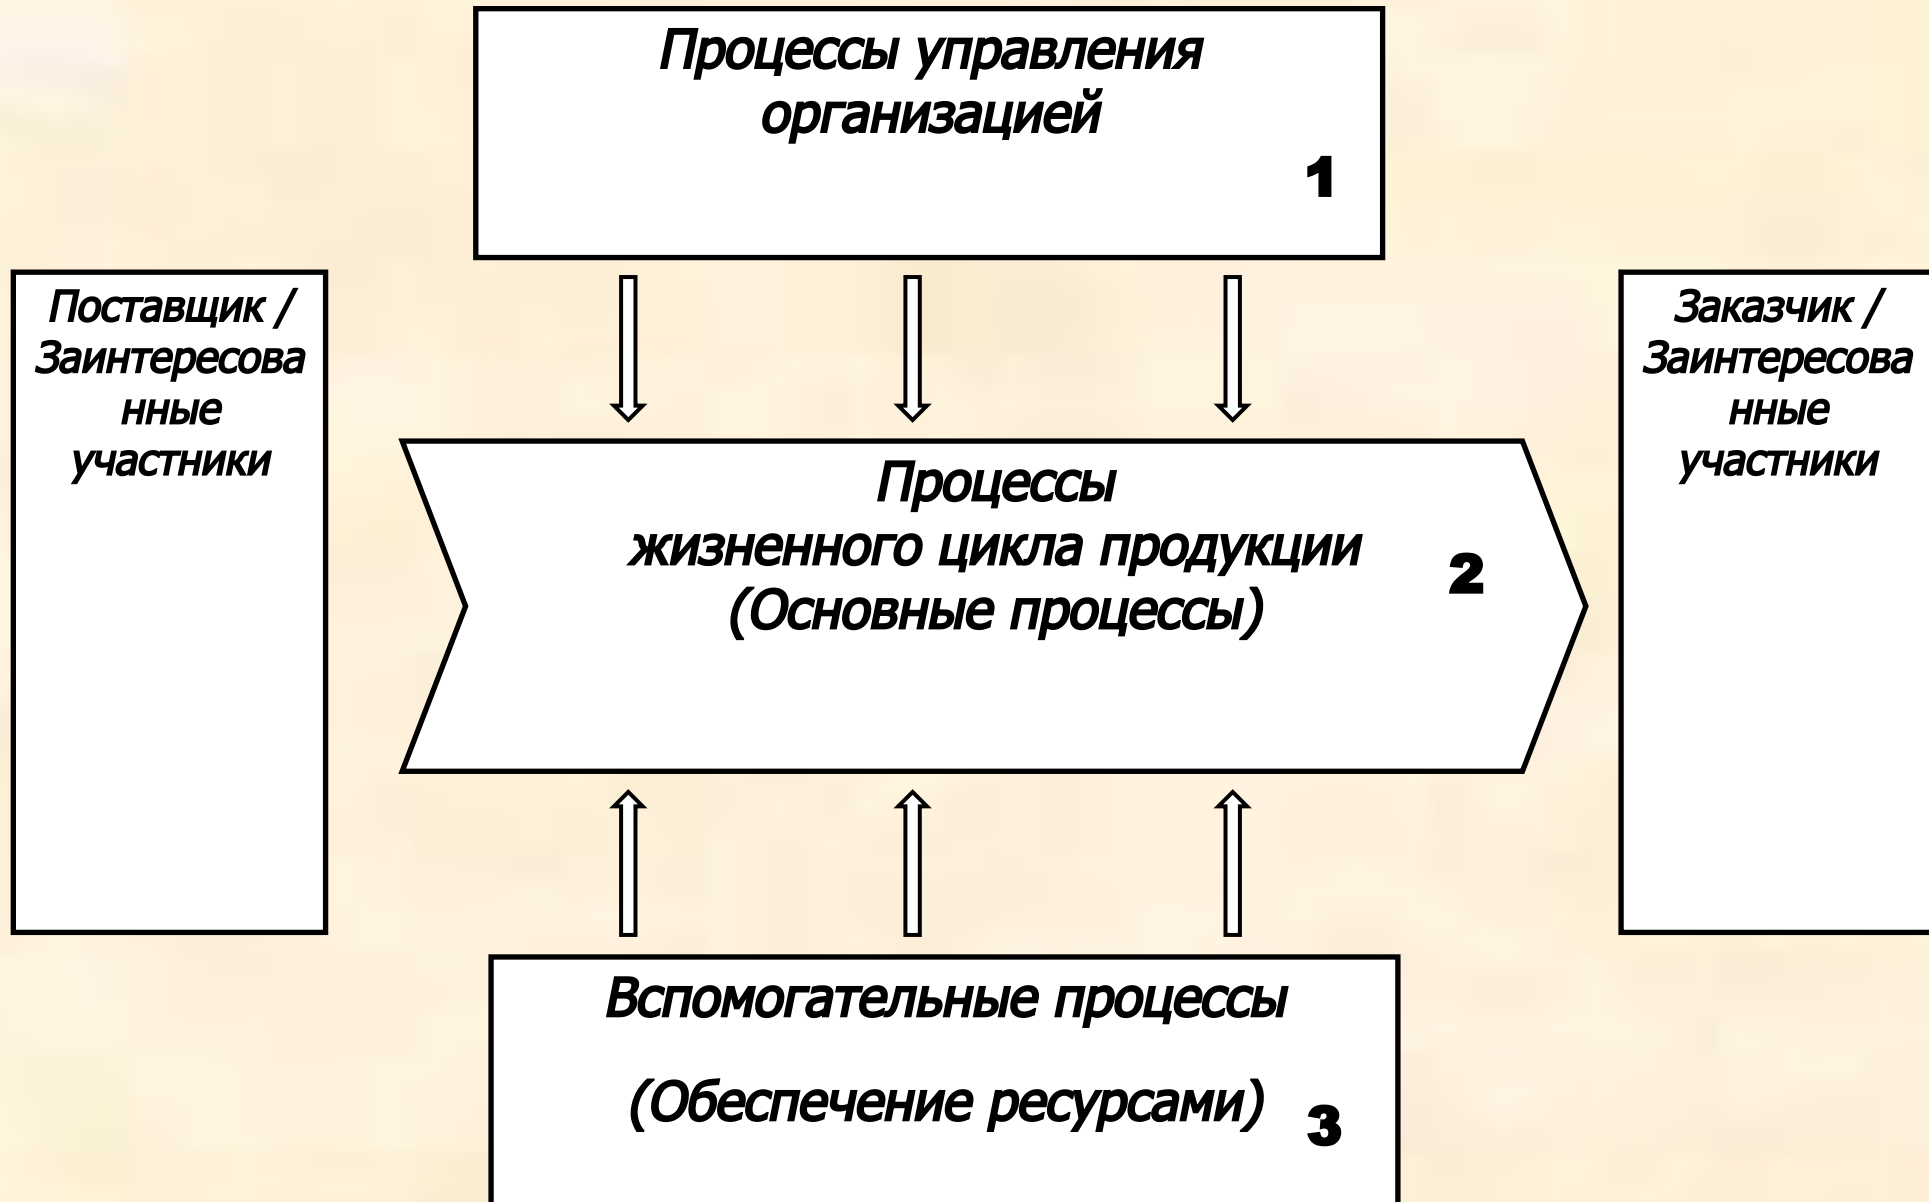 Процессы управления
организацией
1
Поставщик /
Заинтересова
нные
участники
Заказчик /
Заинтересова
нные
участники
Процессы
жизненного цикла продукции
(Основные процессы)
2
Вспомогательные процессы
(Обеспечение ресурсами)
3